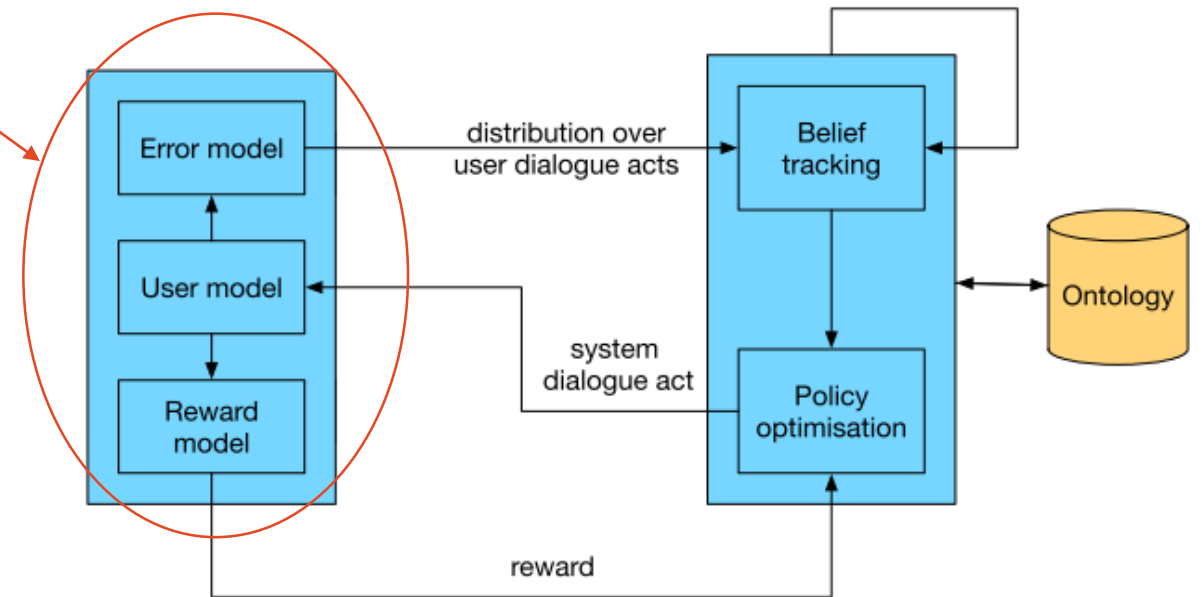 Error model
User model
Reward
model
distribution over
user dialogue acts
system
dialogue act
reward
Belief
tracking
Policy
optimisation
Ontology